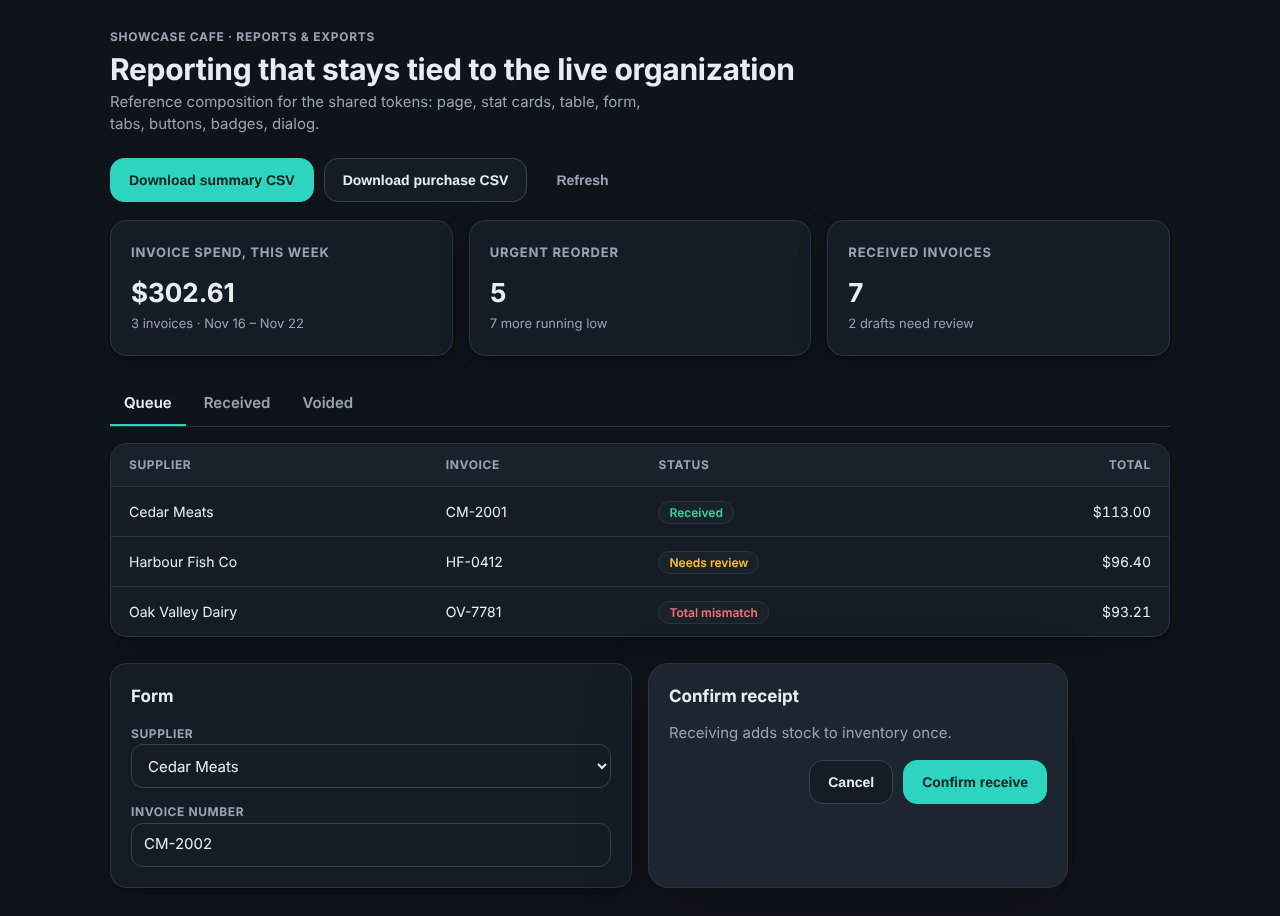 SHOWCASE CAFE · REPORTS & EXPORTS
Reporting that stays tied to the live organization
Reference composition for the shared tokens: page, stat cards, table, form,
tabs, buttons, badges, dialog.
Download summary CSV Download purchase CSV Refresh
INVOICE SPEND, THIS WEEK
$302.61
3 invoices · Nov 16 – Nov 22
URGENT REORDER
5
7 more running low
RECEIVED INVOICES
7
2 drafts need review
Queue Received Voided
SUPPLIER INVOICE STATUS TOTAL
Cedar Meats CM-2001 Received $113.00
Harbour Fish Co HF-0412 Needs review $96.40
Oak Valley Dairy OV-7781 Total mismatch $93.21
Form
SUPPLIER
Cedar Meats
INVOICE NUMBER
CM-2002
Confirm receipt
Receiving adds stock to inventory once.
Cancel Confirm receive